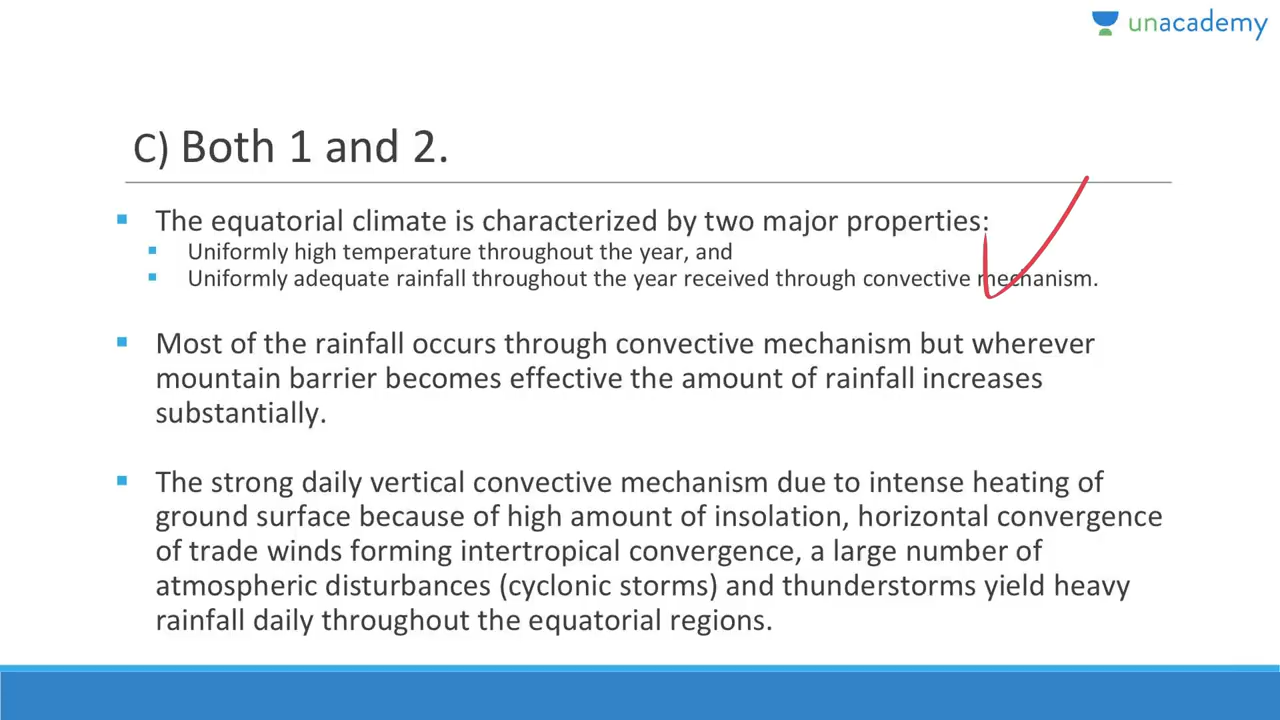 unacademy
C) Both 1 and 2.
The equatorial climate is characterized by two major properties:
Uniformly high temperature throughout the year, and
Uniformly adequate rainfall throughout the year received through convective mechanism.
Most of the rainfall occurs through convective mechanism but wherever
mountain barrier becomes effective the amount of rainfall increases
substantially.
The strong daily vertical convective mechanism due to intense heating of
ground surface because of high amount of insolation, horizontal convergence
of trade winds forming intertropical convergence, a large number of
atmospheric disturbances (cyclonic storms) and thunderstorms yield heavy
rainfall daily throughout the equatorial regions.